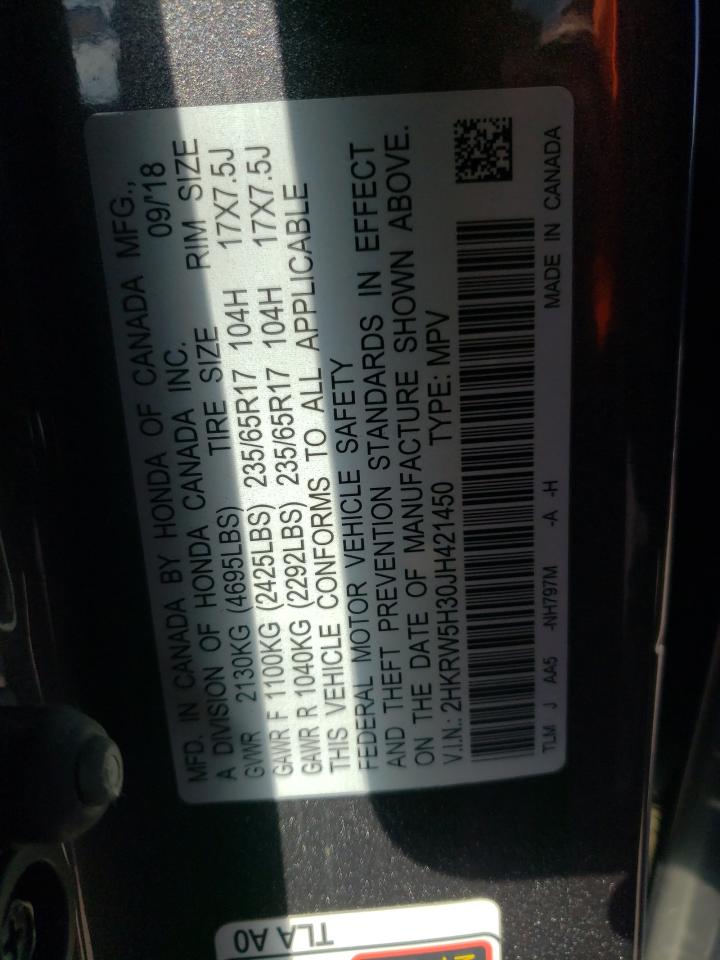 MFD. IN CANADA BY HONDA OF CANADA MFG.,
A DIVISION OF HONDA CANADA INC. 09/'18
TIRE SIZE RIM SIZE
GVWR 2130KG (4695LBS)
GAWR F 1100KG (2425LBS) 235/65R17 104H 17X7.5J
GAWR R 1040KG (2292LBS) 235/65R17 104H 17X7.5J
THIS VEHICLE CONFORMS TO ALL APPLICABLE
FEDERAL MOTOR VEHICLE SAFETY
AND THEFT PREVENTION STANDARDS IN EFFECT
ON THE DATE OF MANUFACTURE SHOWN ABOVE.
V.I.N.: 2HKRW5H30JH421450 TYPE: MPV
TLM J AA5 -NH797M -A -H MADE IN CANADA
TLA A0